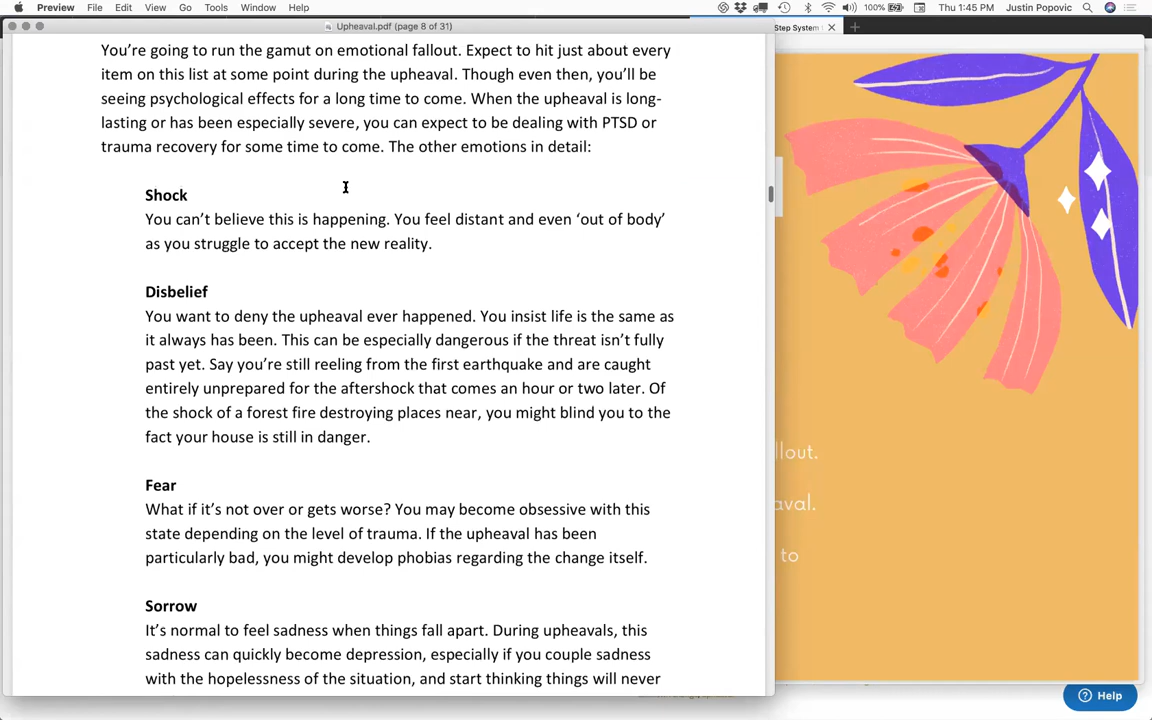 Preview File Edit View Go Tools Window Help 100% Thu 1:45 PM Justin Popovic
Upheaval.pdf (page 8 of 31)
Step System
You’re going to run the gamut on emotional fallout. Expect to hit just about every
item on this list at some point during the upheaval. Though even then, you’ll be
seeing psychological effects for a long time to come. When the upheaval is long-
lasting or has been especially severe, you can expect to be dealing with PTSD or
trauma recovery for some time to come. The other emotions in detail:
Shock
You can’t believe this is happening. You feel distant and even ‘out of body’
as you struggle to accept the new reality.
Disbelief
You want to deny the upheaval ever happened. You insist life is the same as
it always has been. This can be especially dangerous if the threat isn’t fully
past yet. Say you’re still reeling from the first earthquake and are caught
entirely unprepared for the aftershock that comes an hour or two later. Of
the shock of a forest fire destroying places near, you might blind you to the
fact your house is still in danger.
Fear
What if it’s not over or gets worse? You may become obsessive with this
state depending on the level of trauma. If the upheaval has been
particularly bad, you might develop phobias regarding the change itself.
Sorrow
It’s normal to feel sadness when things fall apart. During upheavals, this
sadness can quickly become depression, especially if you couple sadness
with the hopelessness of the situation, and start thinking things will never
llout.
aval.
to
Help